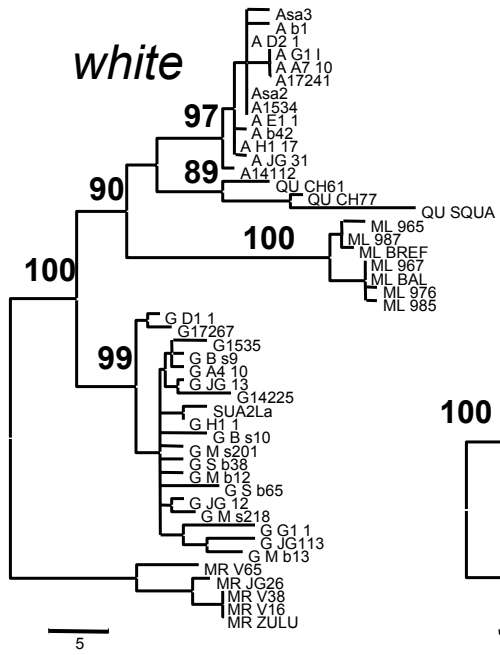 white
Asa3
A b1
A D2 1
A G1 I
A A7 10
A17241
Asa2
A1534
A E1 1
A b42
A H1 17
A JG 31
A14112
97
89
QU CH61
QU CH77
QU SQUA
90
ML 965
ML 987
ML BREF
ML 967
ML BAL
ML 976
ML 985
100
100
G D1 1
G17267
G1535
G B s9
G A4 10
G JG 13
G14225
SUA2La
G H1 1
G B s10
G M s201
G S b38
G M b12
G S b65
G JG 12
G M s218
G G1 1
G JG113
G M b13
99
MR V65
MR JG26
MR V38
MR V16
MR ZULU
5
100